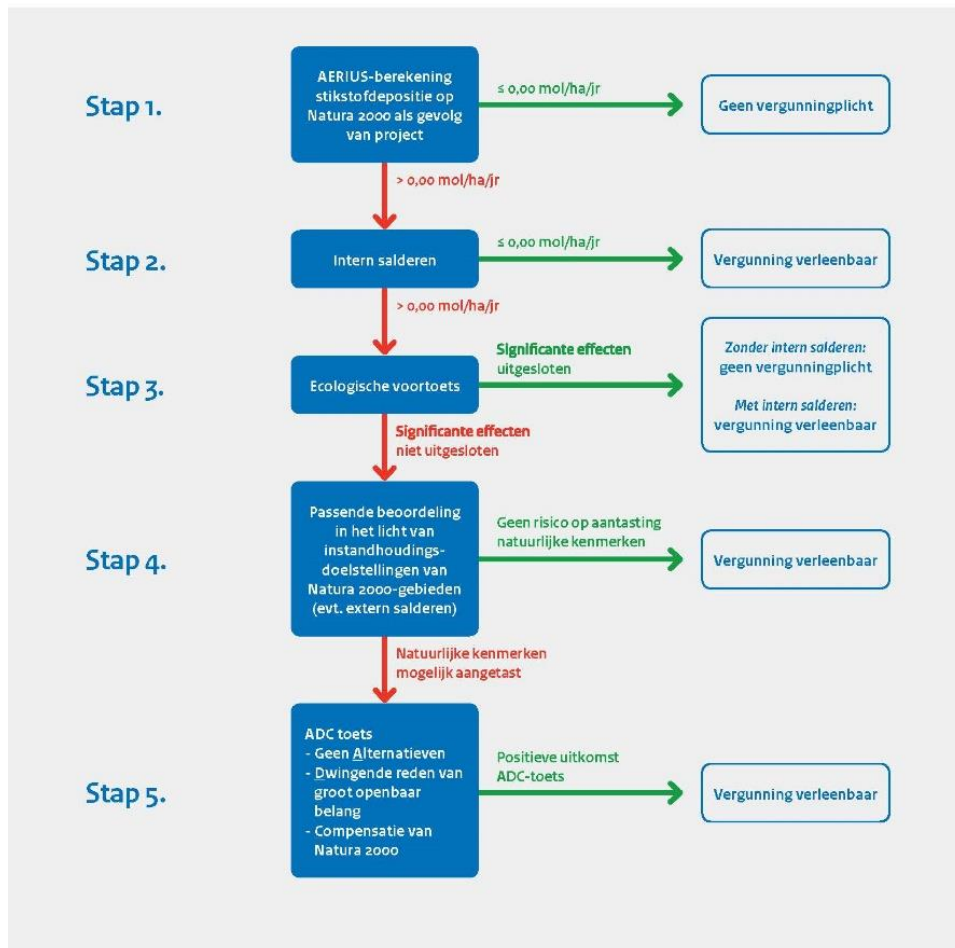 Stap 1.
AERIUS-berekening
stikstofdepositie op
Natura 2000 als gevolg
van project
≤ 0,00 mol/ha/jr
Geen vergunningplicht
> 0,00 mol/ha/jr
Stap 2.
Intern salderen
≤ 0,00 mol/ha/jr
Vergunning verleenbaar
> 0,00 mol/ha/jr
Stap 3.
Ecologische voortoets
Significante effecten
uitgesloten
Zonder intern salderen:
geen vergunningplicht
Met intern salderen:
vergunning verleenbaar
Significante effecten
niet uitgesloten
Stap 4.
Passende beoordeling
in het licht van
instandhoudings-
doelstellingen van
Natura 2000-gebieden
(evt. extern salderen)
Geen risico op aantasting
natuurlijke kenmerken
Vergunning verleenbaar
Natuurlijke kenmerken
mogelijk aangetast
Stap 5.
ADC toets
- Geen Alternatieven
- Dwingende reden van
groot openbaar
belang
- Compensatie van
Natura 2000
Positieve uitkomst
ADC-toets
Vergunning verleenbaar